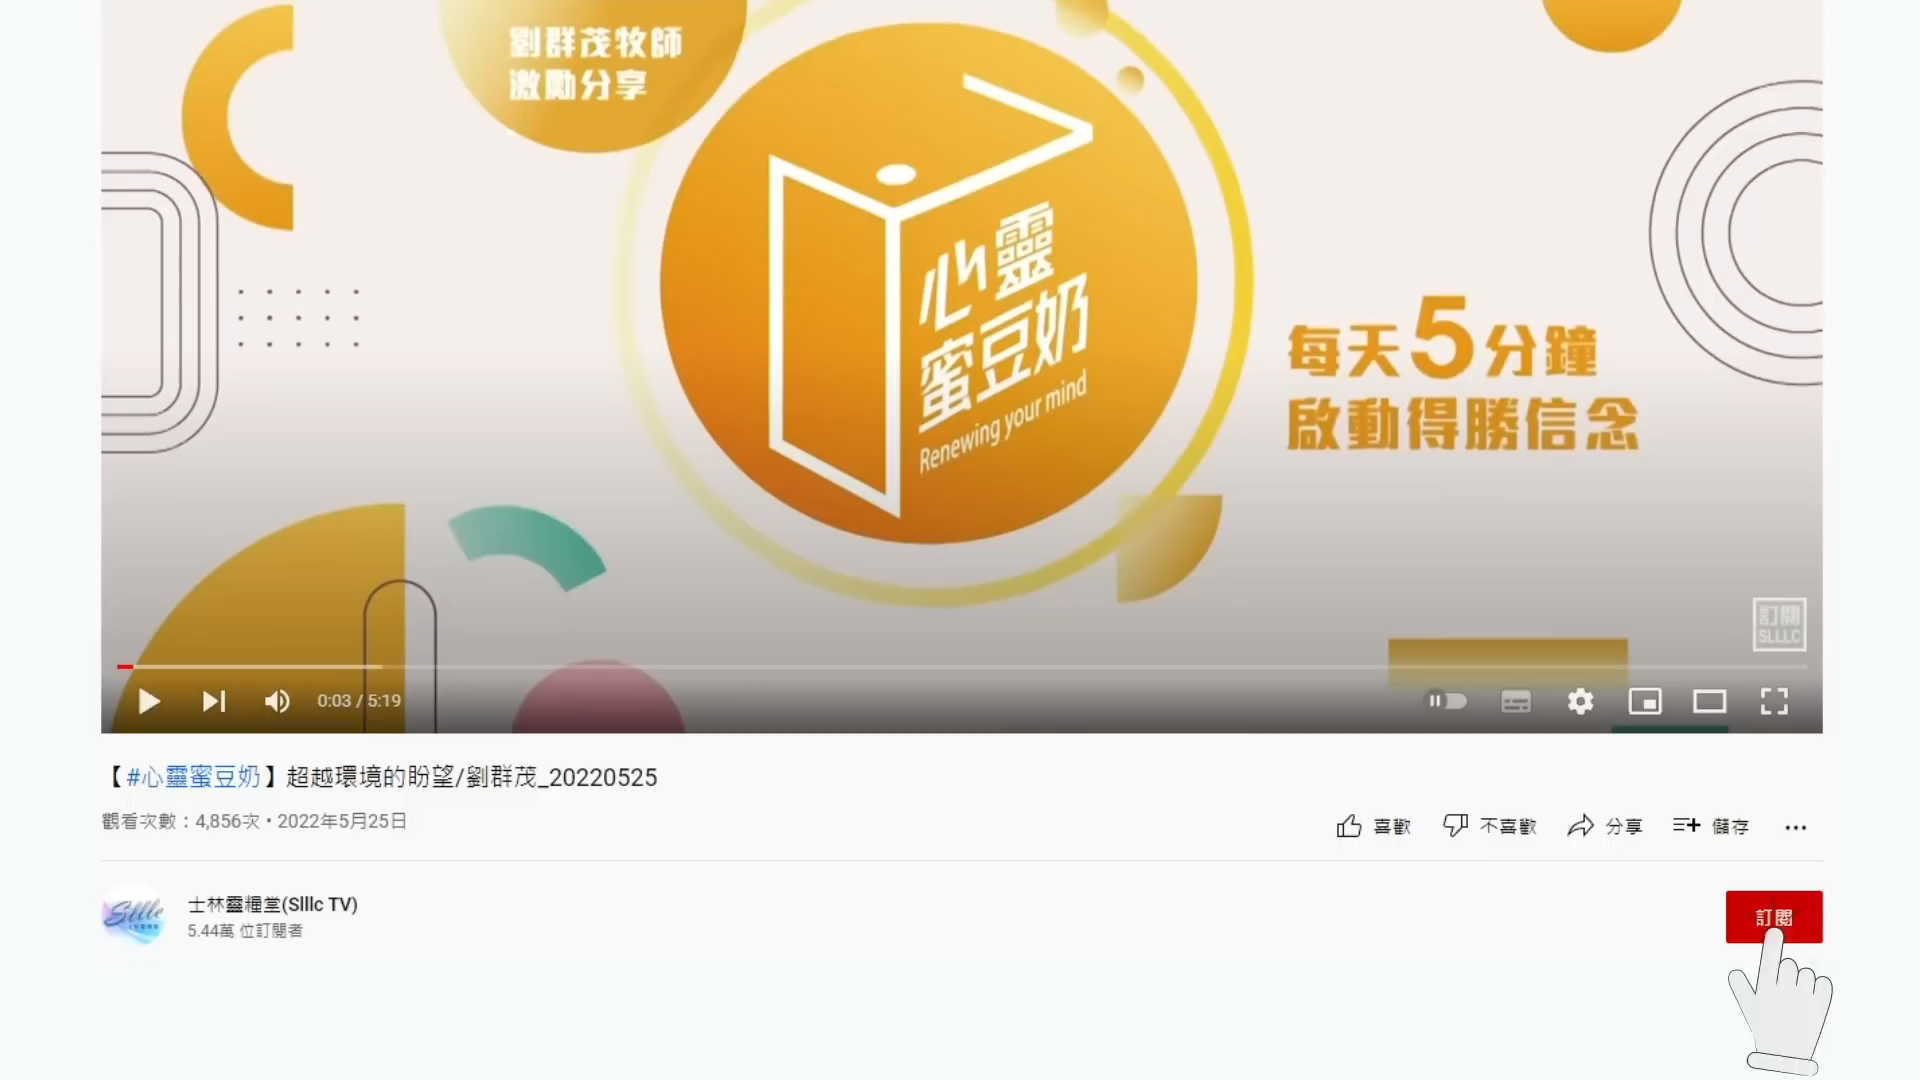 劉群茂牧師
激勵分享
心靈
蜜豆奶
Renewing your mind
每天5分鐘
啟動得勝信念
訂閱
SLLLC
0:03 / 5:19
【#心靈蜜豆奶】超越環境的盼望/劉群茂_20220525
觀看次數：4,856次 • 2022年5月25日
喜歡
不喜歡
分享
儲存
Slllc
士林靈糧堂(Slllc TV)
5.44萬 位訂閱者
訂閱